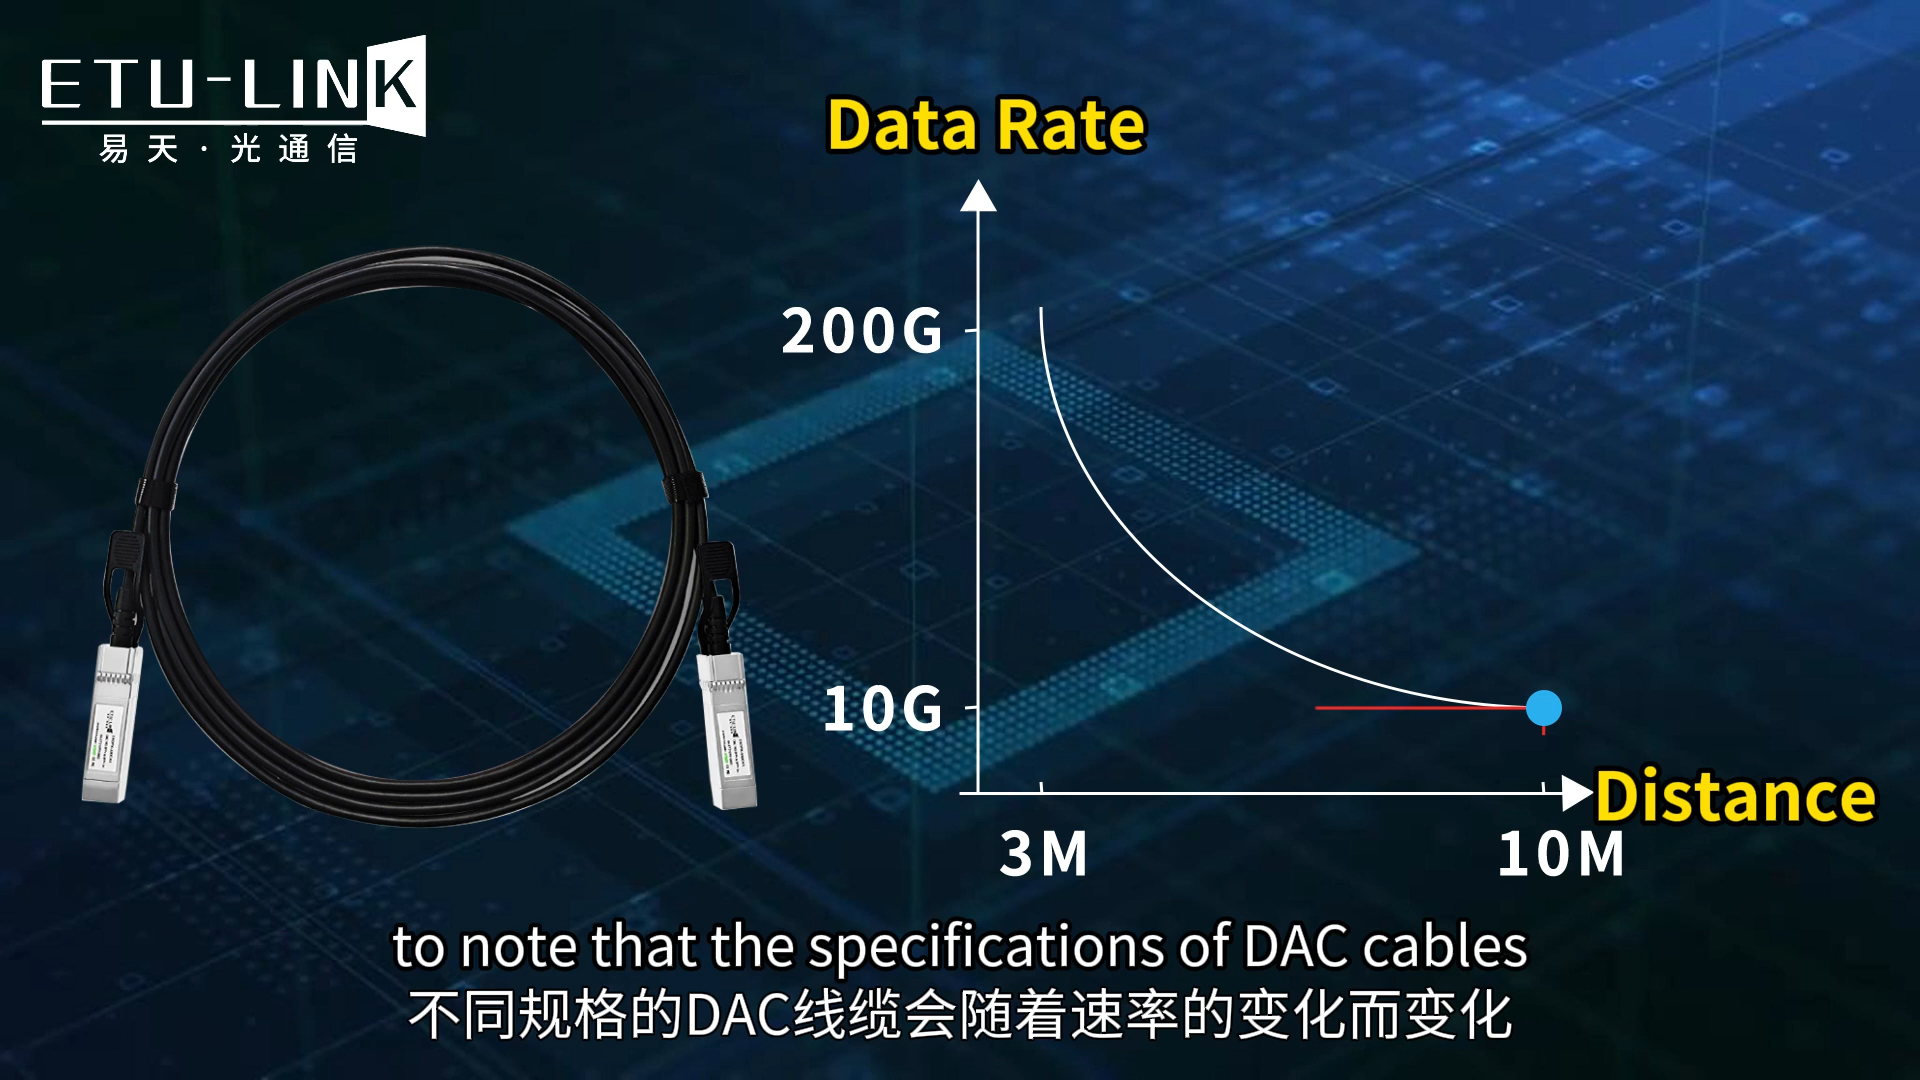 ETU-LINK
易天·光通信
Data Rate
200G
10G
Distance
3M
10M
to note that the specifications of DAC cables
不同规格的DAC线缆会随着速率的变化而变化